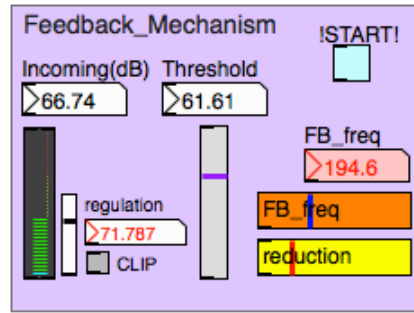 Feedback_Mechanism
!START!
Incoming(dB) Threshold
66.74
61.61
FB_freq
194.6
regulation
71.787
CLIP
FB_freq
reduction